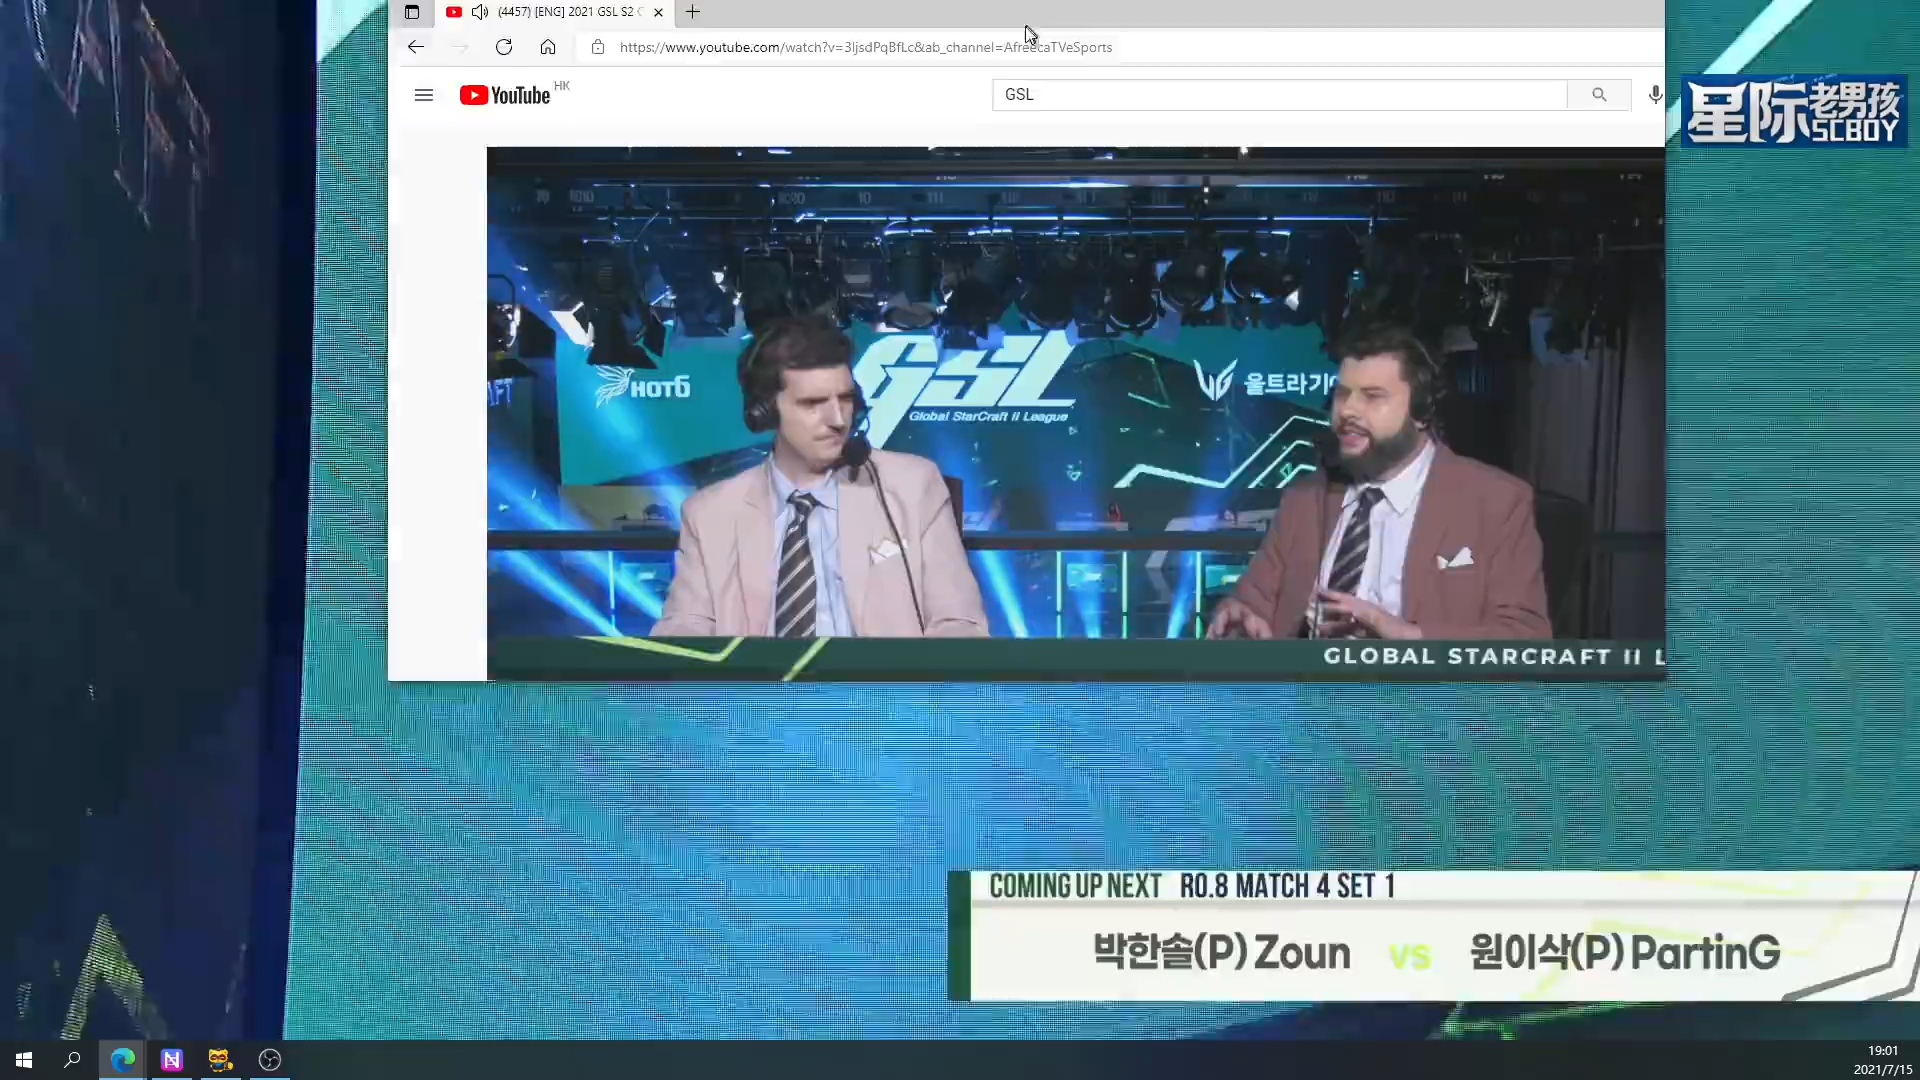 (4457) [ENG] 2021 GSL S2 C
https://www.youtube.com/watch?v=3ljsdPqBfLc&ab_channel=AfreecaTVeSports
YouTube HK
GSL
星际老男孩
SCBOY
HOT6
GSL
Global StarCraft II League
울트라기어
GLOBAL STARCRAFT II L
COMING UP NEXT RO.8 MATCH 4 SET 1
박한솔(P) Zoun vs 원이삭(P) PartinG
19:01
2021/7/15